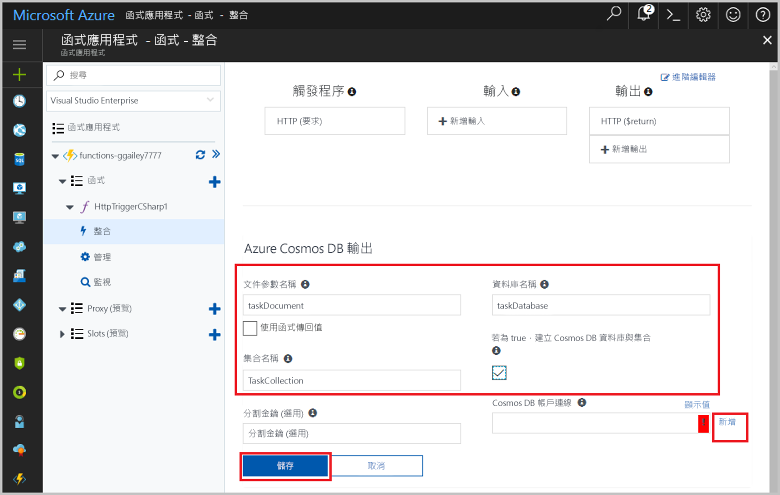 Microsoft Azure 函式應用程式 - 函式 - 整合
2
函式應用程式 - 函式 - 整合
函式應用程式
搜尋
Visual Studio Enterprise
函式應用程式
functions-ggailey7777
函式
HttpTriggerCSharp1
整合
管理
監視
Proxy (預覽)
Slots (預覽)
進階編輯器
觸發程序
輸入
輸出
HTTP (要求)
新增輸入
HTTP ($return)
新增輸出
Azure Cosmos DB 輸出
文件參數名稱
資料庫名稱
taskDocument
taskDatabase
使用函式傳回值
若為 true,建立 Cosmos DB 資料庫與集合
集合名稱
TaskCollection
分割金鑰 (選用)
Cosmos DB 帳戶連線
顯示值
分割金鑰 (選用)
新增
儲存
取消